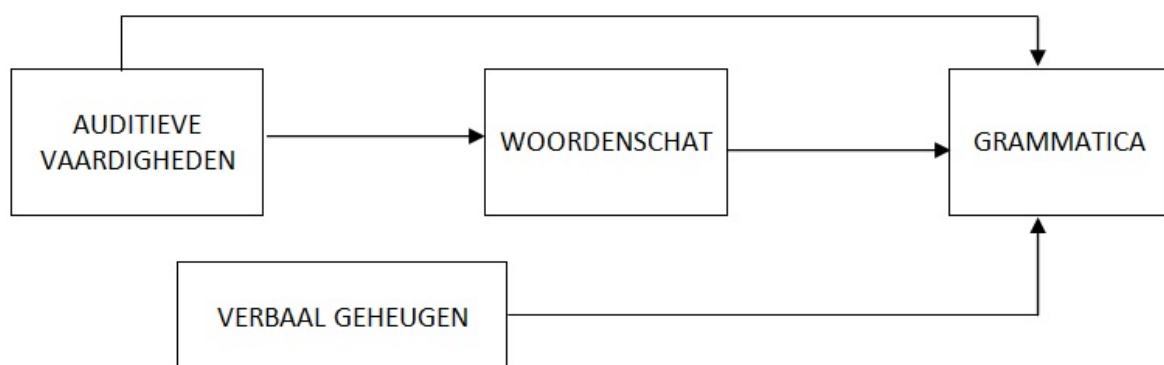 AUDITIEVE
VAARDIGHEDEN
WOORDENSCHAT
GRAMMATICA
VERBAAL GEHEUGEN